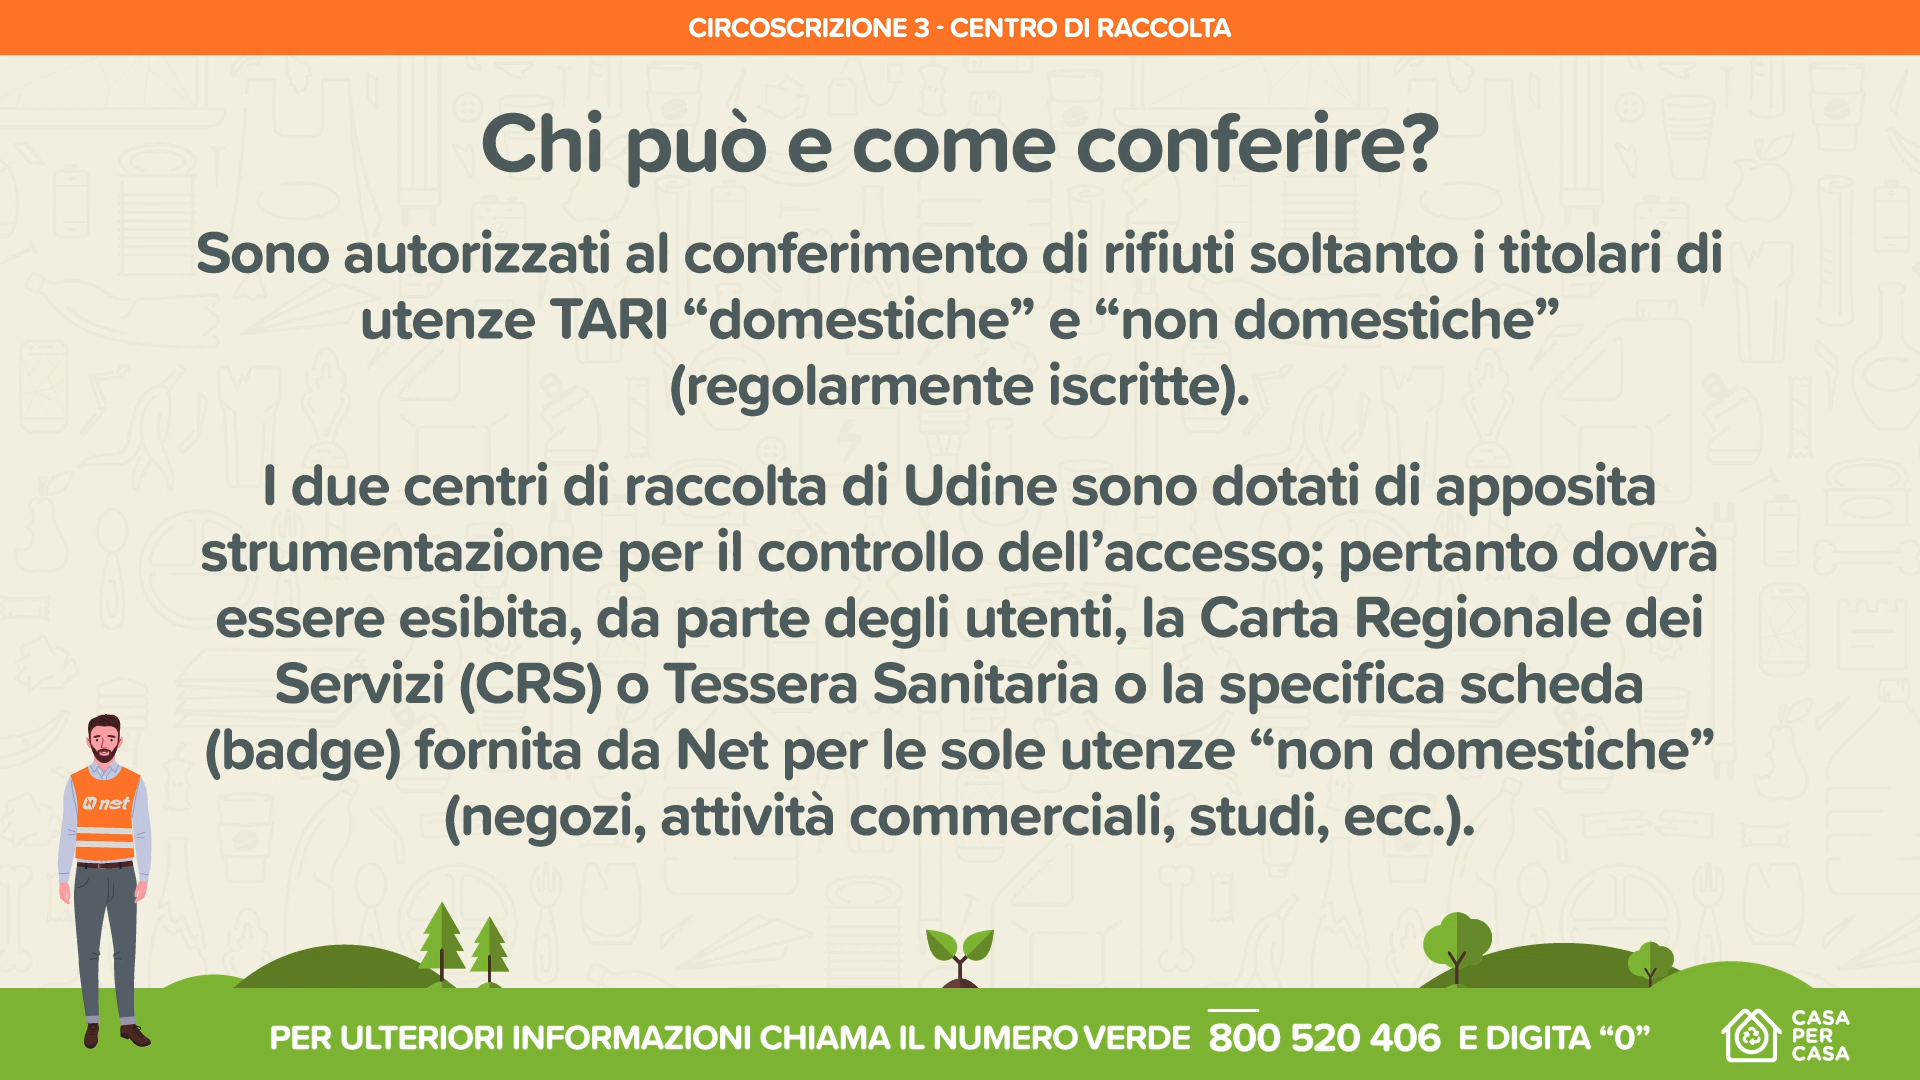 CIRCOSCRIZIONE 3 - CENTRO DI RACCOLTA
Chi può e come conferire?
Sono autorizzati al conferimento di rifiuti soltanto i titolari di
utenze TARI “domestiche” e “non domestiche”
(regolarmente iscritte).
I due centri di raccolta di Udine sono dotati di apposita
strumentazione per il controllo dell’accesso; pertanto dovrà
essere esibita, da parte degli utenti, la Carta Regionale dei
Servizi (CRS) o Tessera Sanitaria o la specifica scheda
(badge) fornita da Net per le sole utenze “non domestiche”
(negozi, attività commerciali, studi, ecc.).
net
PER ULTERIORI INFORMAZIONI CHIAMA IL NUMERO VERDE 800 520 406 E DIGITA “0”
CASA
PER
CASA